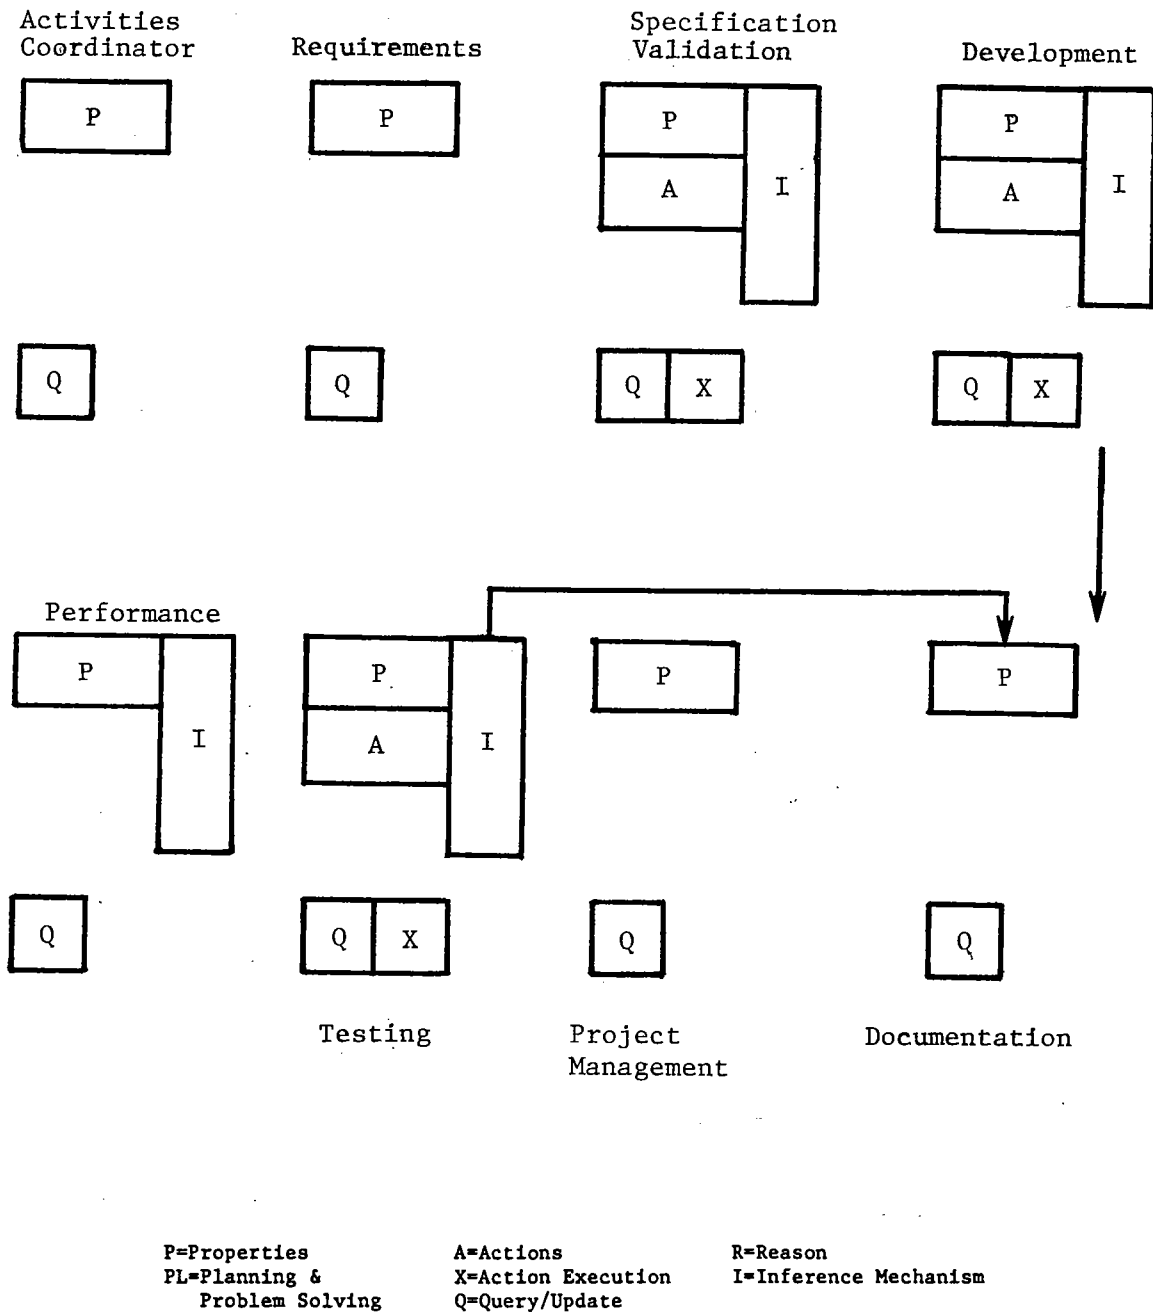 Activities
Coordinator
Requirements
Specification
Validation
Development
P
P
P
A
I
P
A
I
Q
Q
Q X
Q X
Performance
P
I
P
A
I
P
P
Q
Q X
Q
Q
Testing
Project
Management
Documentation
P=Properties
PL=Planning &
Problem Solving
A=Actions
X=Action Execution
Q=Query/Update
R=Reason
I=Inference Mechanism